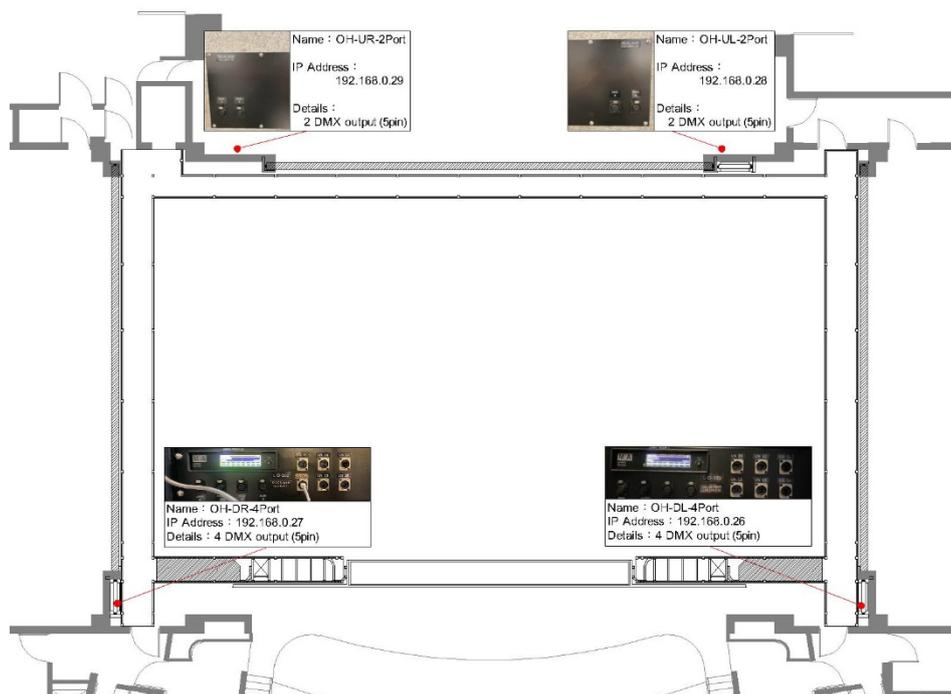 Name：OH-UR-2Port
IP Address：
192.168.0.29
Details：
2 DMX output (5pin)
Name：OH-UL-2Port
IP Address：
192.168.0.28
Details：
2 DMX output (5pin)
Name：OH-DR-4Port
IP Address：192.168.0.27
Details：4 DMX output (5pin)
Name：OH-DL-4Port
IP Address：192.168.0.26
Details：4 DMX output (5pin)